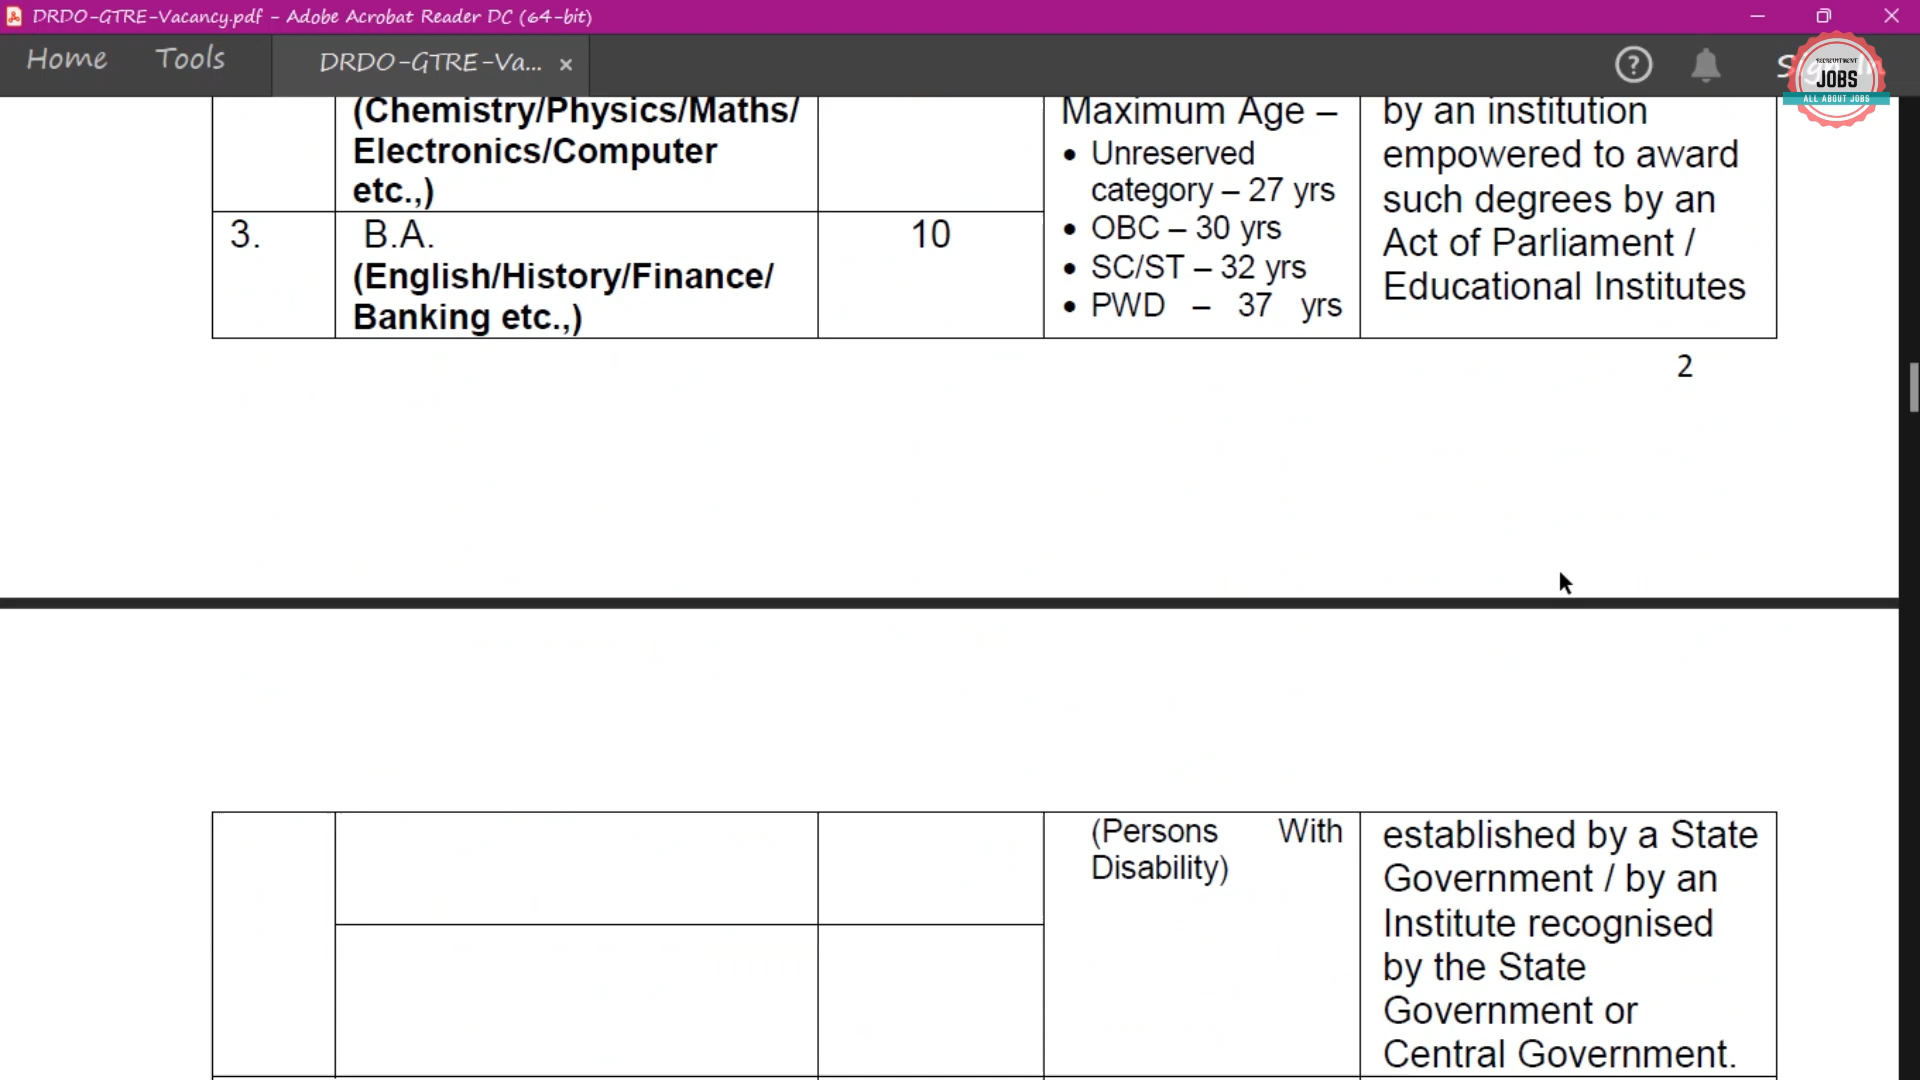 DRDO-GTRE-Vacancy.pdf - Adobe Acrobat Reader DC (64-bit)
Home Tools DRDO-GTRE-Va... ×
RECRUITMENT
JOBS
ALL ABOUT JOBS
(Chemistry/Physics/Maths/
Electronics/Computer
etc.,)
Maximum Age –
• Unreserved
category – 27 yrs
• OBC – 30 yrs
• SC/ST – 32 yrs
• PWD – 37 yrs
by an institution
empowered to award
such degrees by an
Act of Parliament /
Educational Institutes
3. B.A. 10
(English/History/Finance/
Banking etc.,)
2
(Persons With
Disability)
established by a State
Government / by an
Institute recognised
by the State
Government or
Central Government.